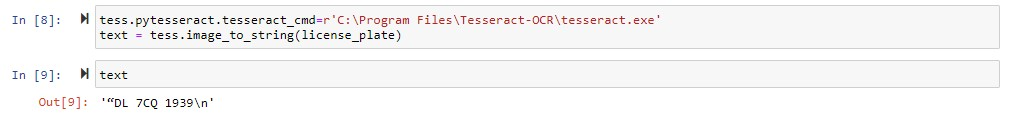 In [8]: tess.pytesseract.tesseract_cmd=r'C:\Program Files\Tesseract-OCR\tesseract.exe'
text = tess.image_to_string(license_plate)
In [9]: text
Out[9]: '“DL 7CQ 1939\n'